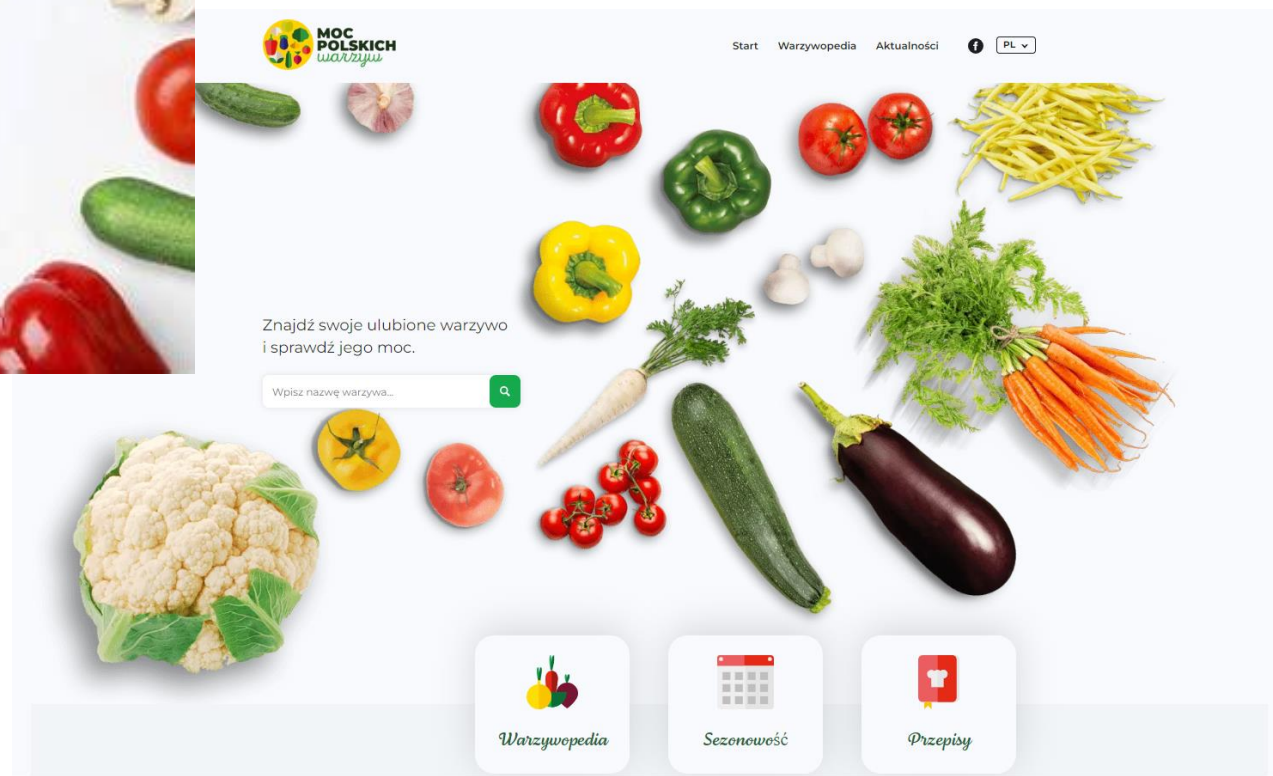 MOC
POLSKICH
warzyw
Start Warzywopedia Aktualności PL
Znajdź swoje ulubione warzywo
i sprawdź jego moc.
Wpisz nazwę warzywa...
Warzywopedia Sezonowość Przepisy